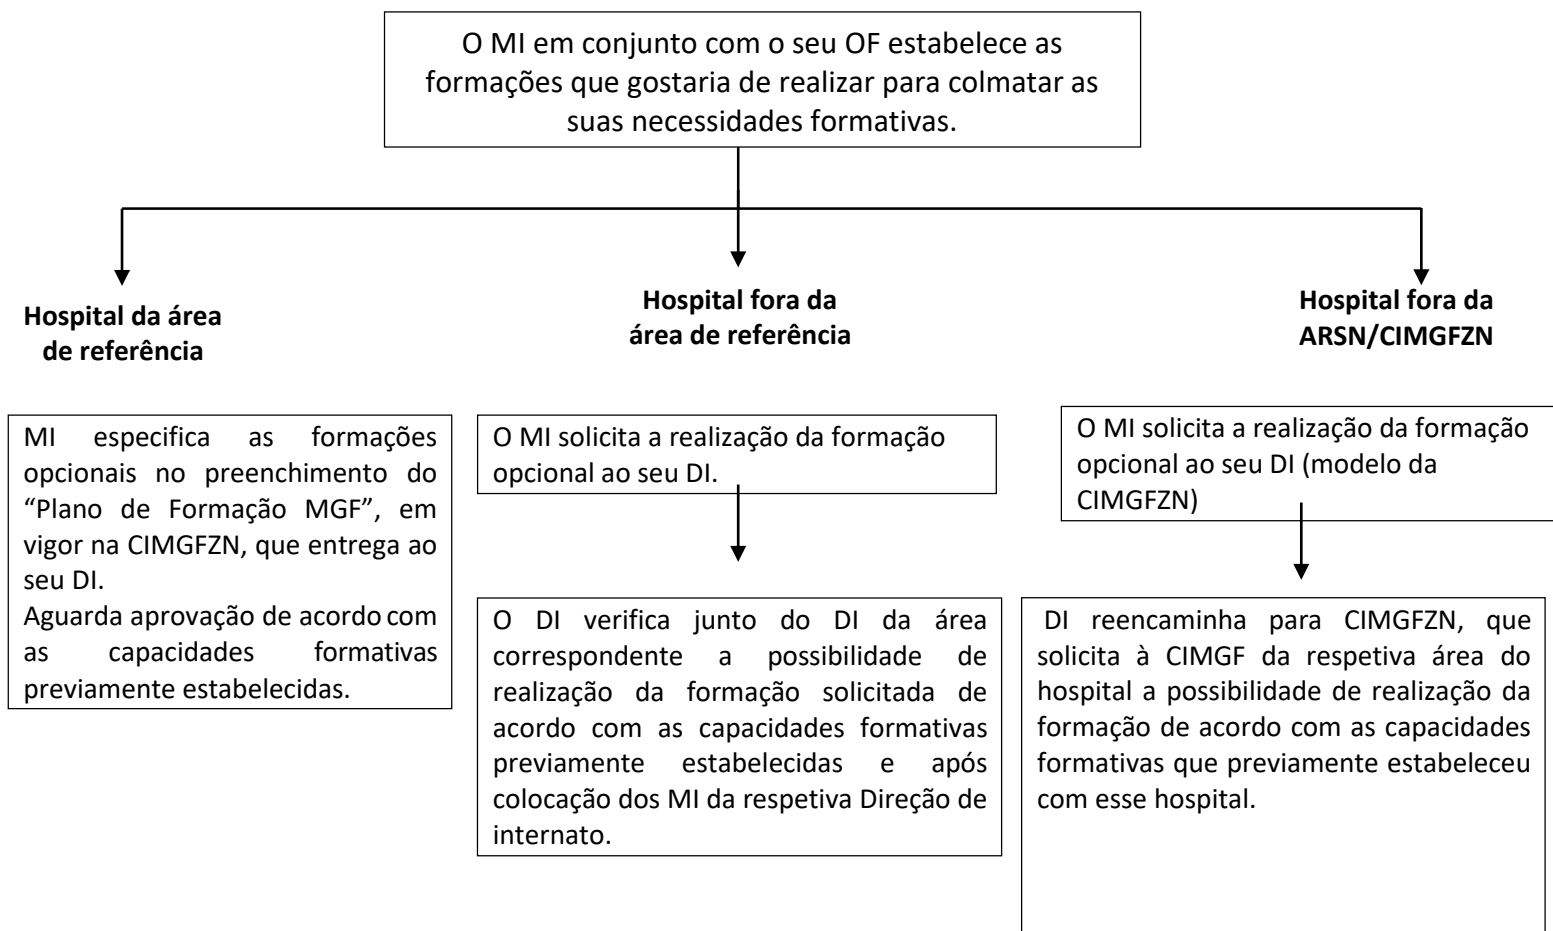 O MI em conjunto com o seu OF estabelece as
formações que gostaria de realizar para colmatar as
suas necessidades formativas.
Hospital da área
de referência
Hospital fora da
área de referência
Hospital fora da
ARSN/CIMGFZN
MI especifica as formações
opcionais no preenchimento do
“Plano de Formação MGF”, em
vigor na CIMGFZN, que entrega ao
seu DI.
Aguarda aprovação de acordo com
as capacidades formativas
previamente estabelecidas.
O MI solicita a realização da formação
opcional ao seu DI.
O DI verifica junto do DI da área
correspondente a possibilidade de
realização da formação solicitada de
acordo com as capacidades formativas
previamente estabelecidas e após
colocação dos MI da respetiva Direção de
internato.
O MI solicita a realização da formação
opcional ao seu DI (modelo da
CIMGFZN)
DI reencaminha para CIMGFZN, que
solicita à CIMGF da respetiva área do
hospital a possibilidade de realização da
formação de acordo com as capacidades
formativas que previamente estabeleceu
com esse hospital.